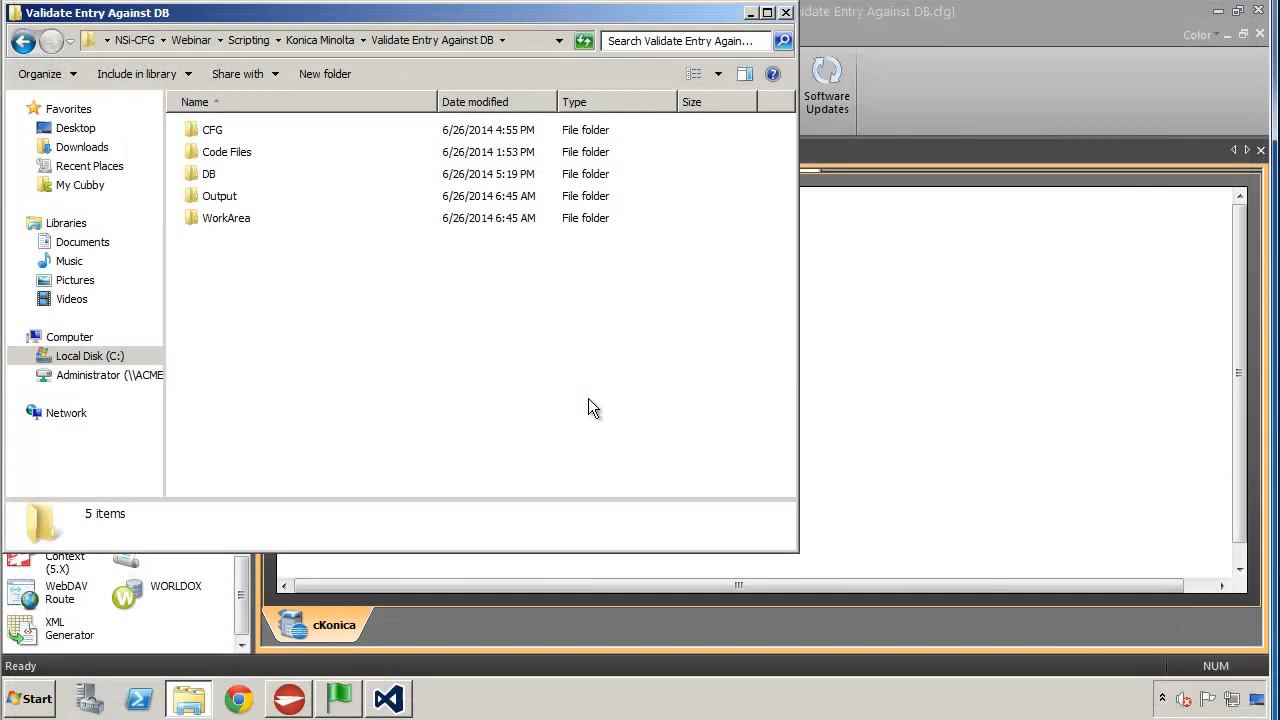 Validate Entry Against DB
idate Entry Against DB.cfg]
NSi-CFG Webinar Scripting Konica Minolta Validate Entry Against DB
Search Validate Entry Again...
Color
Organize Include in library Share with New folder
Software
Updates
Name Date modified Type Size
Favorites
Desktop
Downloads
Recent Places
My Cubby
Libraries
Documents
Music
Pictures
Videos
Computer
Local Disk (C:)
Administrator (\\ACME
Network
CFG 6/26/2014 4:55 PM File folder
Code Files 6/26/2014 1:53 PM File folder
DB 6/26/2014 5:19 PM File folder
Output 6/26/2014 6:45 AM File folder
WorkArea 6/26/2014 6:45 AM File folder
5 items
Context
(5.X)
WebDAV
Route
WORLDOX
XML
Generator
cKonica
Ready
NUM
Start